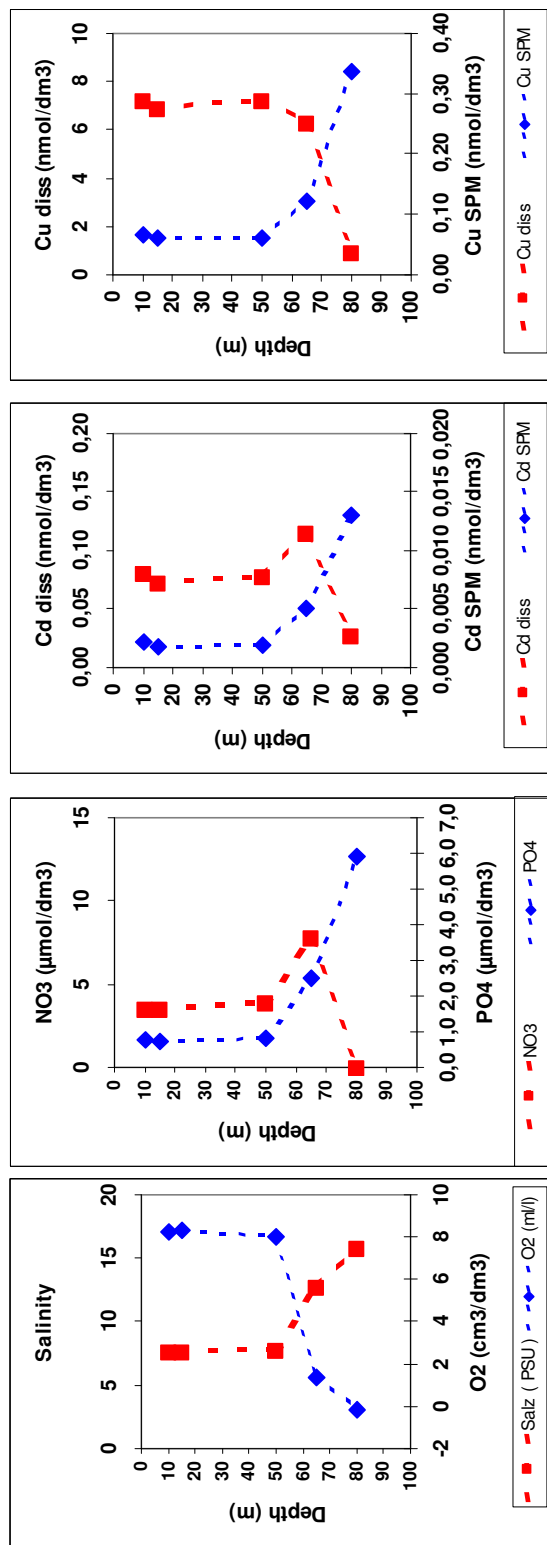 Salinity
0 5 10 15 20
Depth (m)
0
10
20
30
40
50
60
70
80
90
100
-2 0 2 4 6 8 10
O2 (cm3/dm3)
Salz ( PSU) O2 (ml/l)
NO3 (µmol/dm3)
0 5 10 15
Depth (m)
0
10
20
30
40
50
60
70
80
90
100
0,0 1,0 2,0 3,0 4,0 5,0 6,0 7,0
PO4 (µmol/dm3)
NO3 PO4
Cd diss (nmol/dm3)
0,00 0,05 0,10 0,15 0,20
Depth (m)
0
10
20
30
40
50
60
70
80
90
100
0,000 0,005 0,010 0,015 0,020
Cd SPM (nmol/dm3)
Cd diss Cd SPM
Cu diss (nmol/dm3)
0 2 4 6 8 10
Depth (m)
0
10
20
30
40
50
60
70
80
90
100
0,00 0,10 0,20 0,30 0,40
Cu SPM (nmol/dm3)
Cu diss Cu SPM